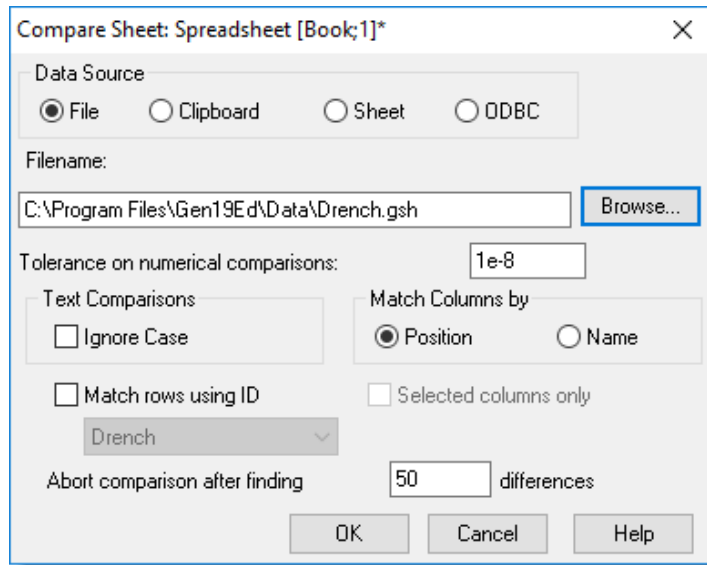 Compare Sheet: Spreadsheet [Book;1]*
Data Source
File Clipboard Sheet ODBC
Filename:
C:\Program Files\Gen19Ed\Data\Drench.gsh Browse...
Tolerance on numerical comparisons: 1e-8
Text Comparisons Match Columns by
Ignore Case Position Name
Match rows using ID Selected columns only
Drench
Abort comparison after finding 50 differences
OK Cancel Help